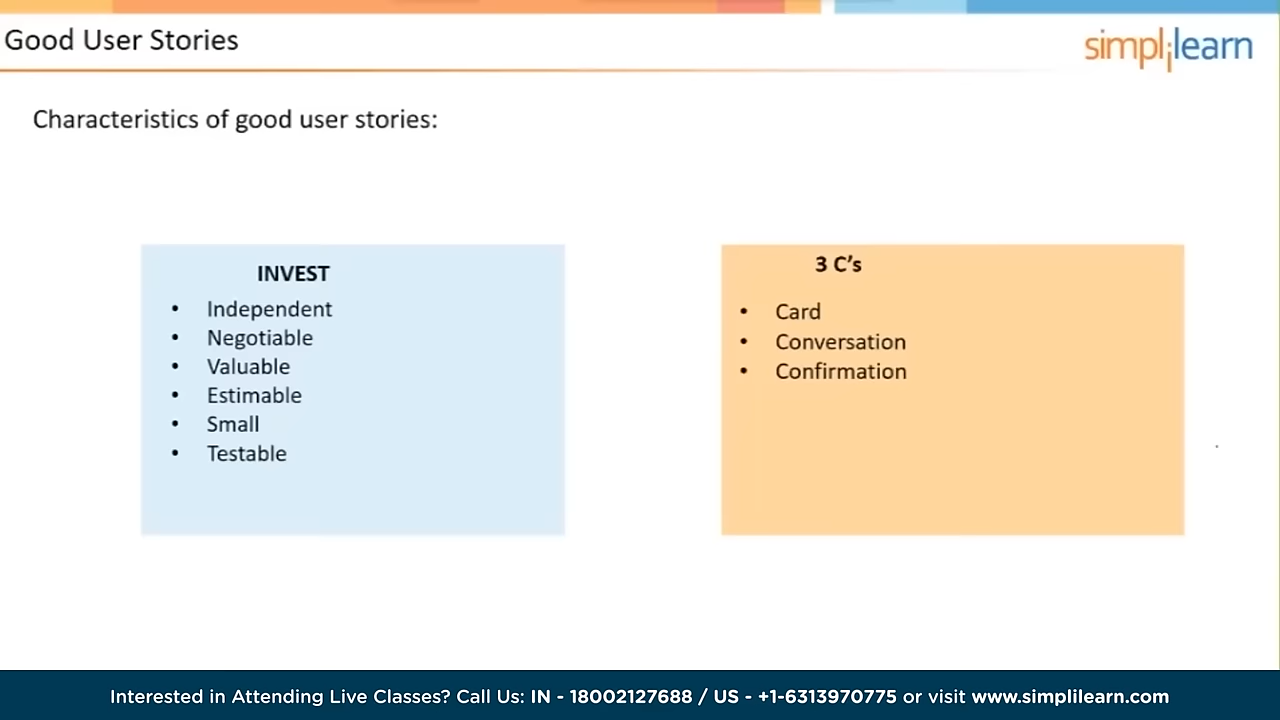 Good User Stories
simplilearn
Characteristics of good user stories:
INVEST
• Independent
• Negotiable
• Valuable
• Estimable
• Small
• Testable
3 C's
• Card
• Conversation
• Confirmation
Interested in Attending Live Classes? Call Us: IN - 18002127688 / US - +1-6313970775 or visit www.simplilearn.com